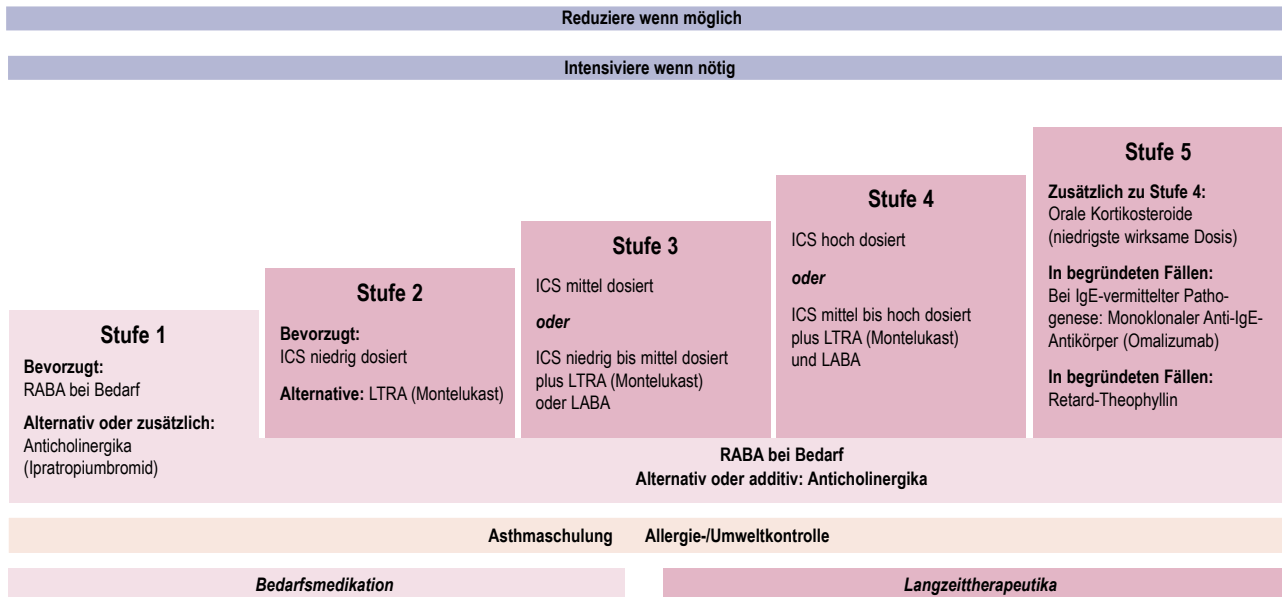 Reduziere wenn möglich
Intensiviere wenn nötig
Stufe 1
Bevorzugt:
RABA bei Bedarf
Alternativ oder zusätzlich:
Anticholinergika
(Ipratropiumbromid)
Stufe 2
Bevorzugt:
ICS niedrig dosiert
Alternative: LTRA (Montelukast)
Stufe 3
ICS mittel dosiert
oder
ICS niedrig bis mittel dosiert
plus LTRA (Montelukast)
oder LABA
Stufe 4
ICS hoch dosiert
oder
ICS mittel bis hoch dosiert
plus LTRA (Montelukast)
und LABA
Stufe 5
Zusätzlich zu Stufe 4:
Orale Kortikosteroide
(niedrigste wirksame Dosis)
In begründeten Fällen:
Bei IgE-vermittelter Patho-
genese: Monoklonaler Anti-IgE-
Antikörper (Omalizumab)
In begründeten Fällen:
Retard-Theophyllin
RABA bei Bedarf
Alternativ oder additiv: Anticholinergika
Asthmaschulung Allergie-/Umweltkontrolle
Bedarfsmedikation
Langzeittherapeutika